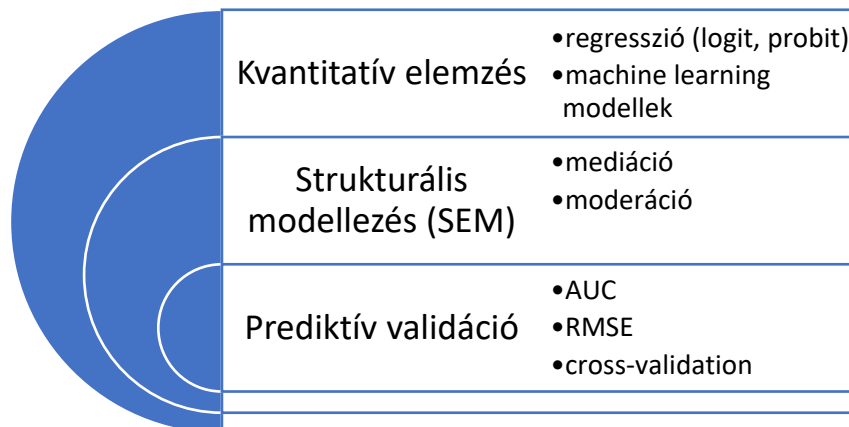 Kvantitatív elemzés
•regresszió (logit, probit)
•machine learning
modellek
Strukturális
modellezés (SEM)
•mediáció
•moderáció
Prediktív validáció
•AUC
•RMSE
•cross-validation